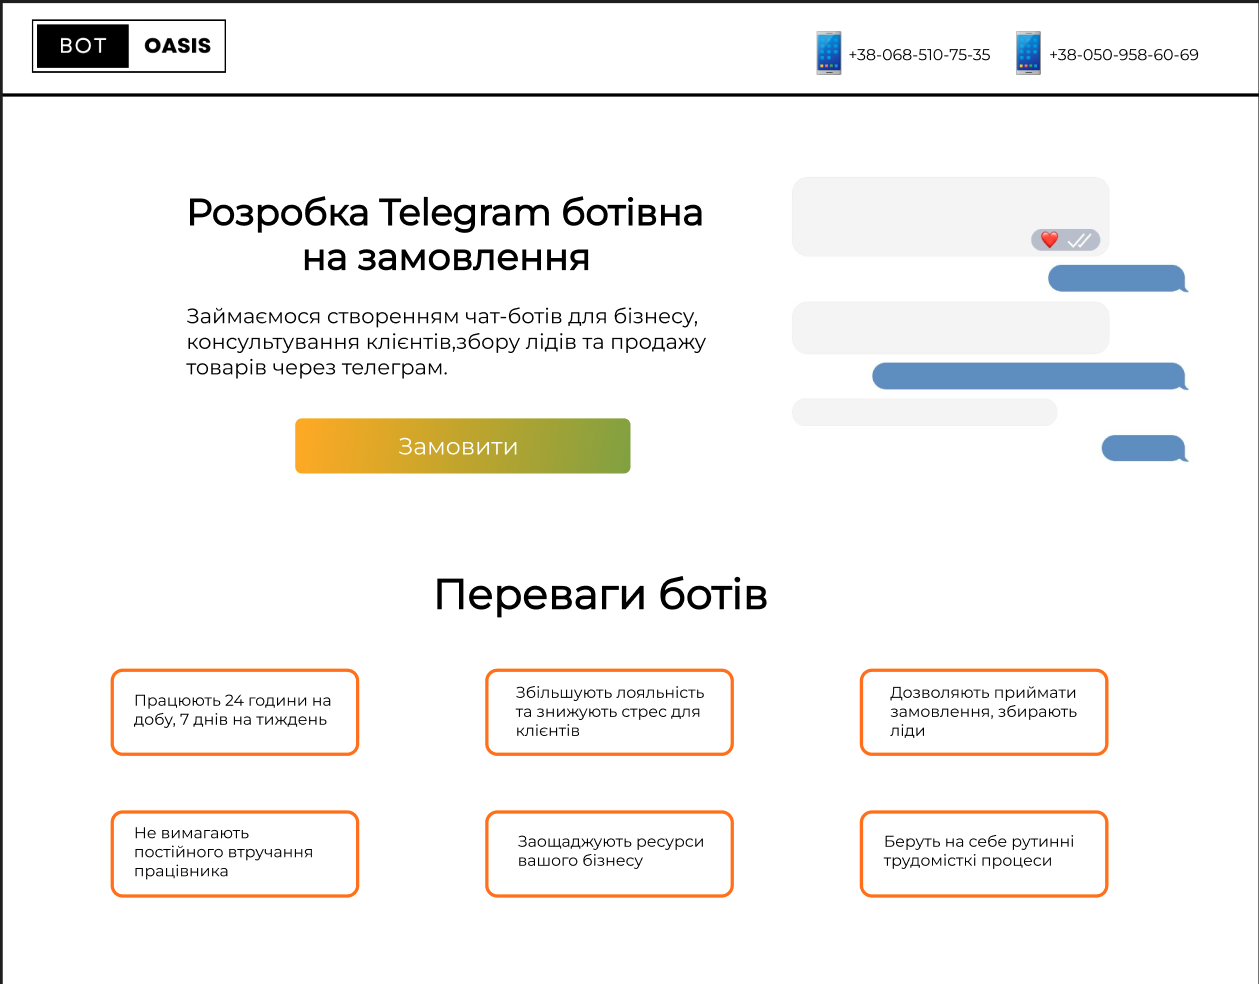 BOT OASIS
+38-068-510-75-35
+38-050-958-60-69
Розробка Telegram ботівна
на замовлення
Займаємося створенням чат-ботів для бізнесу,
консультування клієнтів,збору лідів та продажу
товарів через телеграм.
Замовити
Переваги ботів
Працюють 24 години на
добу, 7 днів на тиждень
Збільшують лояльність
та знижують стрес для
клієнтів
Дозволяють приймати
замовлення, збирають
ліди
Не вимагають
постійного втручання
працівника
Заощаджують ресурси
вашого бізнесу
Беруть на себе рутинні
трудомісткі процеси